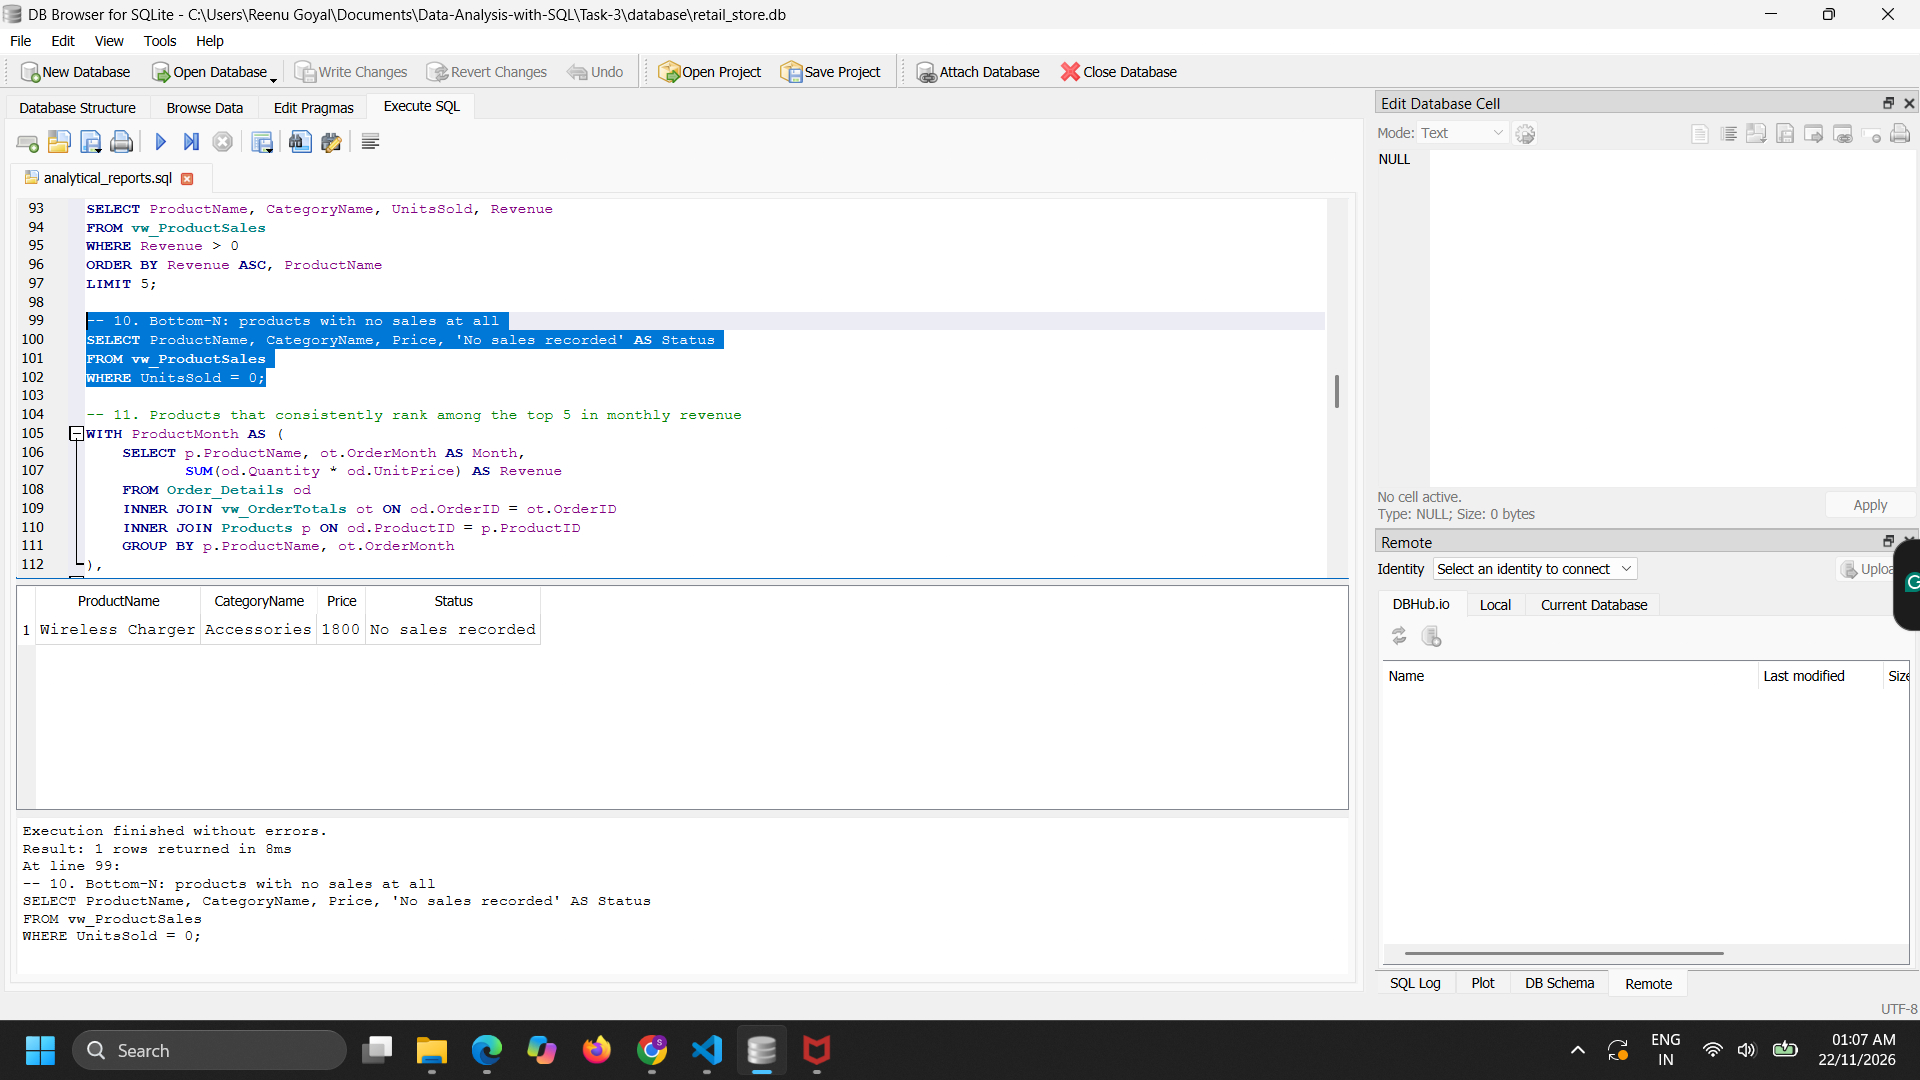 DB Browser for SQLite - C:\Users\Reenu Goyal\Documents\Data-Analysis-with-SQL\Task-3\database\retail_store.db
File Edit View Tools Help
New Database Open Database Write Changes Revert Changes Undo Open Project Save Project Attach Database Close Database
Database Structure Browse Data Edit Pragmas Execute SQL
analytical_reports.sql
93 SELECT ProductName, CategoryName, UnitsSold, Revenue
94 FROM vw_ProductSales
95 WHERE Revenue > 0
96 ORDER BY Revenue ASC, ProductName
97 LIMIT 5;
98
99 -- 10. Bottom-N: products with no sales at all
100 SELECT ProductName, CategoryName, Price, 'No sales recorded' AS Status
101 FROM vw_ProductSales
102 WHERE UnitsSold = 0;
103
104 -- 11. Products that consistently rank among the top 5 in monthly revenue
105 WITH ProductMonth AS (
106 SELECT p.ProductName, ot.OrderMonth AS Month,
107 SUM(od.Quantity * od.UnitPrice) AS Revenue
108 FROM Order_Details od
109 INNER JOIN vw_OrderTotals ot ON od.OrderID = ot.OrderID
110 INNER JOIN Products p ON od.ProductID = p.ProductID
111 GROUP BY p.ProductName, ot.OrderMonth
112 ),
ProductName CategoryName Price Status
1 Wireless Charger Accessories 1800 No sales recorded
Execution finished without errors.
Result: 1 rows returned in 8ms
At line 99:
-- 10. Bottom-N: products with no sales at all
SELECT ProductName, CategoryName, Price, 'No sales recorded' AS Status
FROM vw_ProductSales
WHERE UnitsSold = 0;
Edit Database Cell
Mode: Text
NULL
No cell active.
Type: NULL; Size: 0 bytes
Apply
Remote
Identity Select an identity to connect Uploa
DBHub.io Local Current Database
Name Last modified Size
SQL Log Plot DB Schema Remote
UTF-8
Search
ENG
IN
01:07 AM
22/11/2026